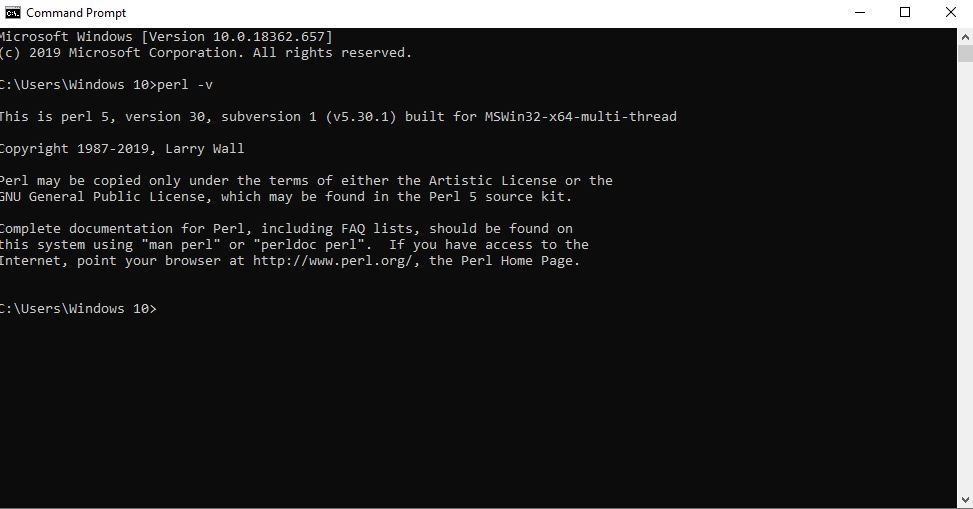 Command Prompt
Microsoft Windows [Version 10.0.18362.657]
(c) 2019 Microsoft Corporation. All rights reserved.
C:\Users\Windows 10>perl -v
This is perl 5, version 30, subversion 1 (v5.30.1) built for MSWin32-x64-multi-thread
Copyright 1987-2019, Larry Wall
Perl may be copied only under the terms of either the Artistic License or the
GNU General Public License, which may be found in the Perl 5 source kit.
Complete documentation for Perl, including FAQ lists, should be found on
this system using "man perl" or "perldoc perl".  If you have access to the
Internet, point your browser at http://www.perl.org/, the Perl Home Page.
C:\Users\Windows 10>